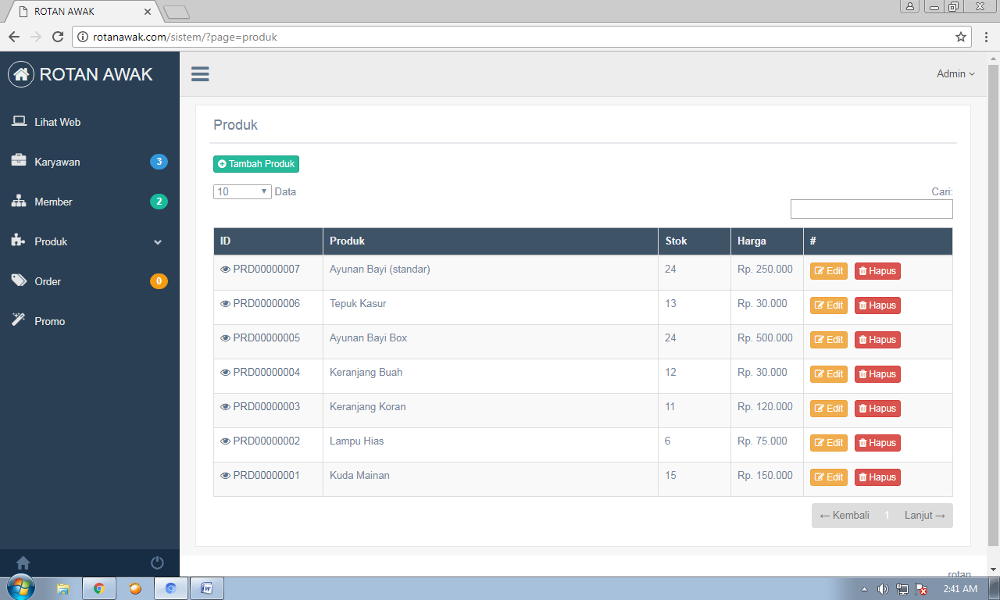 ROTAN AWAK
rotanawak.com/sistem/?page=produk
ROTAN AWAK
Admin
Lihat Web
Karyawan 3
Member 2
Produk
Order 0
Promo
Produk
Tambah Produk
10 Data
Cari:
ID Produk Stok Harga #
PRD00000007 Ayunan Bayi (standar) 24 Rp. 250.000 Edit Hapus
PRD00000006 Tepuk Kasur 13 Rp. 30.000 Edit Hapus
PRD00000005 Ayunan Bayi Box 24 Rp. 500.000 Edit Hapus
PRD00000004 Keranjang Buah 12 Rp. 30.000 Edit Hapus
PRD00000003 Keranjang Koran 11 Rp. 120.000 Edit Hapus
PRD00000002 Lampu Hias 6 Rp. 75.000 Edit Hapus
PRD00000001 Kuda Mainan 15 Rp. 150.000 Edit Hapus
← Kembali 1 Lanjut →
rotan
2:41 AM